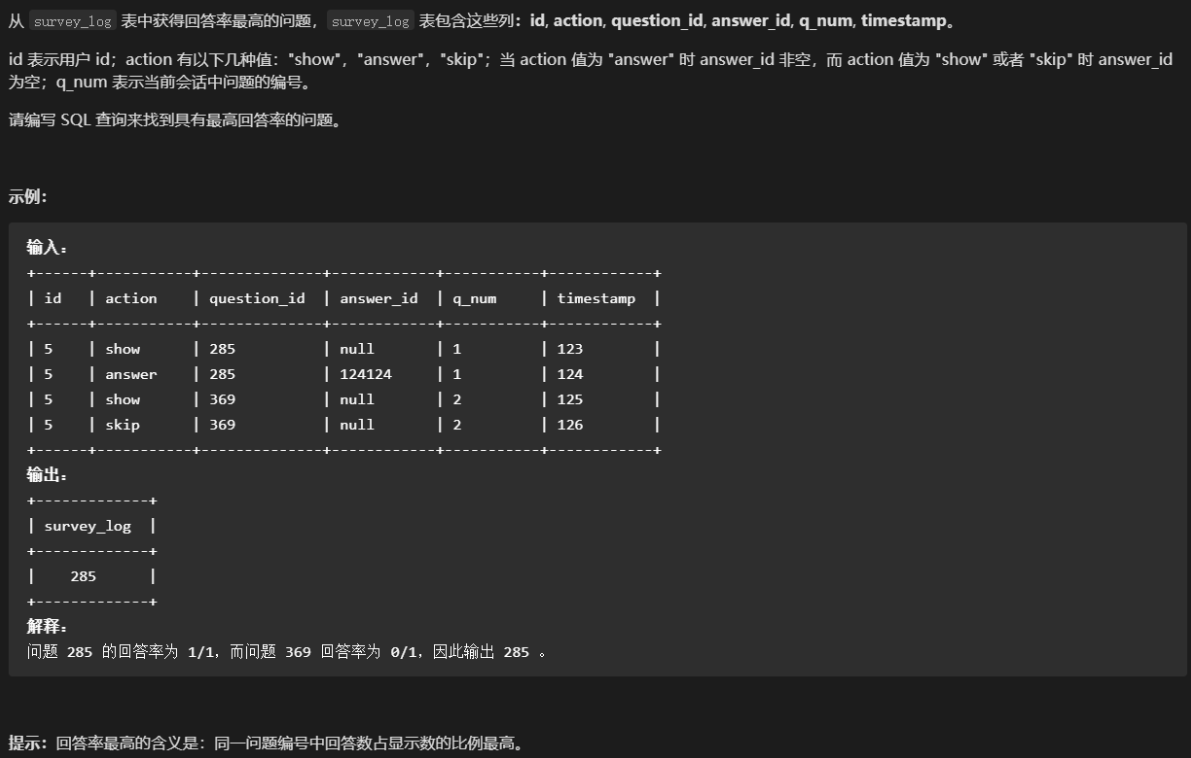 从 survey_log 表中获得回答率最高的问题，survey_log 表包含这些列：id, action, question_id, answer_id, q_num, timestamp。
id 表示用户 id；action 有以下几种值："show"，"answer"，"skip"；当 action 值为 "answer" 时 answer_id 非空，而 action 值为 "show" 或者 "skip" 时 answer_id
为空；q_num 表示当前会话中问题的编号。
请编写 SQL 查询来找到具有最高回答率的问题。
示例：
输入：
+------+-----------+--------------+------------+-----------+------------+
| id | action | question_id | answer_id | q_num | timestamp |
+------+-----------+--------------+------------+-----------+------------+
| 5 | show | 285 | null | 1 | 123 |
| 5 | answer | 285 | 124124 | 1 | 124 |
| 5 | show | 369 | null | 2 | 125 |
| 5 | skip | 369 | null | 2 | 126 |
+------+-----------+--------------+------------+-----------+------------+
输出：
+-------------+
| survey_log |
+-------------+
| 285 |
+-------------+
解释：
问题 285 的回答率为 1/1，而问题 369 回答率为 0/1，因此输出 285 。
提示：回答率最高的含义是：同一问题编号中回答数占显示数的比例最高。